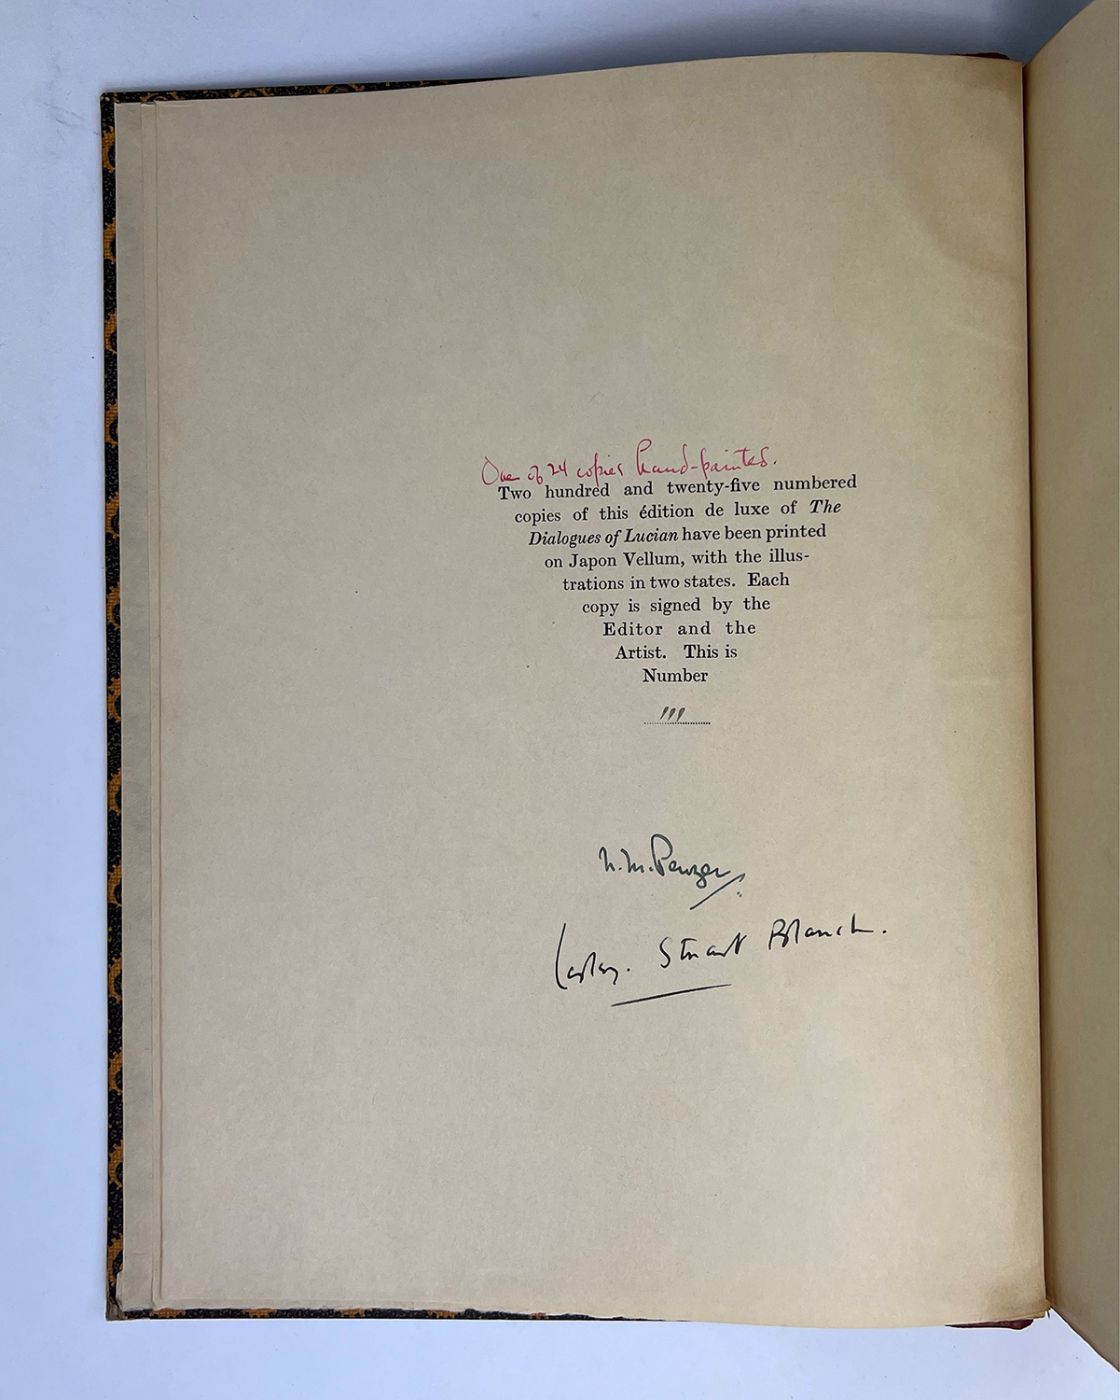 One of 24 copies hand-painted.
Two hundred and twenty-five numbered
copies of this édition de luxe of The
Dialogues of Lucian have been printed
on Japon Vellum, with the illus-
trations in two states. Each
copy is signed by the
Editor and the
Artist. This is
Number
111
N. M. Penzer
Lesley. Stuart Blanch.